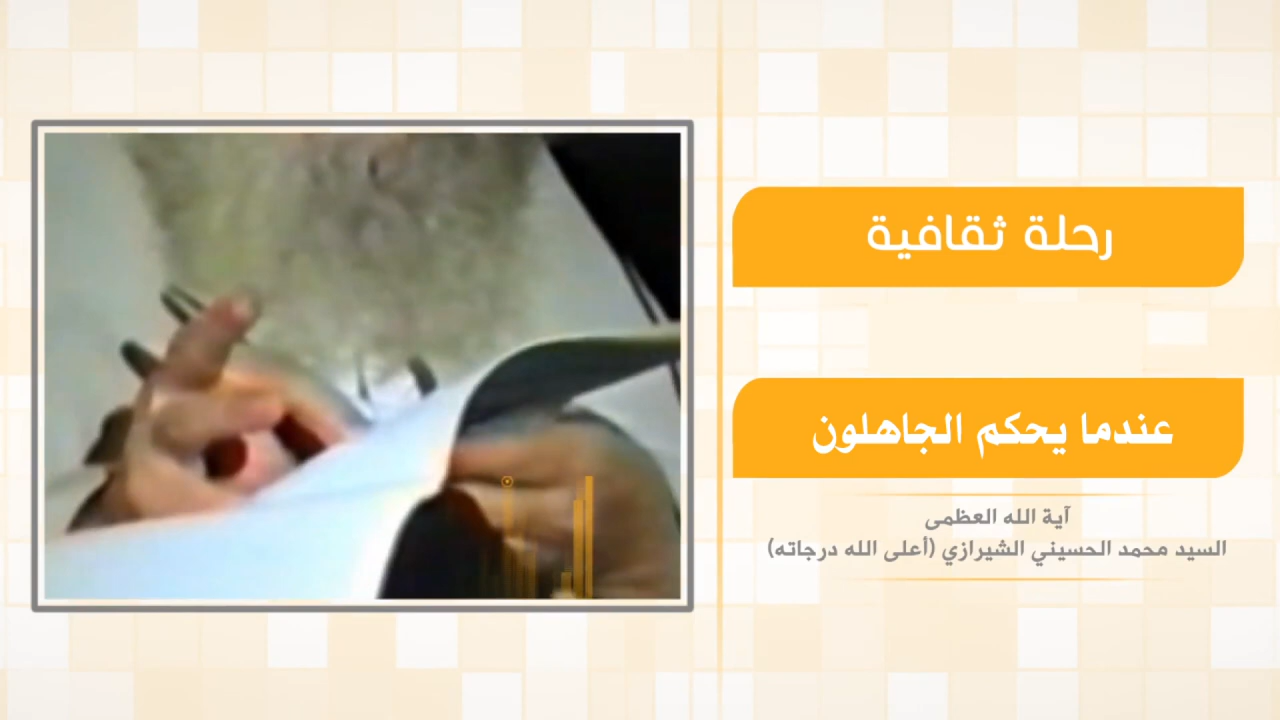 رحلة ثقافية
عندما يحكم الجاهلون
آية الله العظمى
السيد محمد الحسيني الشيرازي (أعلى الله درجاته)